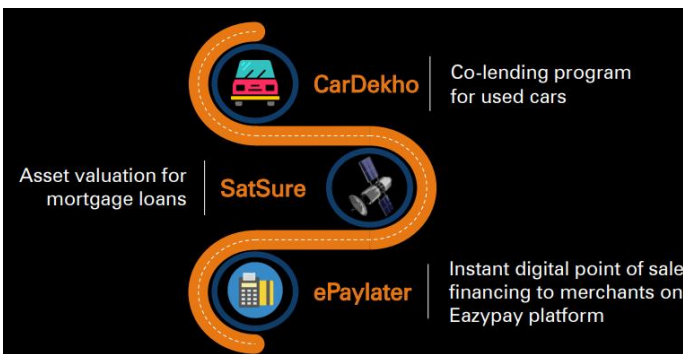 CarDekho
Co-lending program
for used cars
Asset valuation for
mortgage loans
SatSure
ePaylater
Instant digital point of sale
financing to merchants on
Eazypay platform